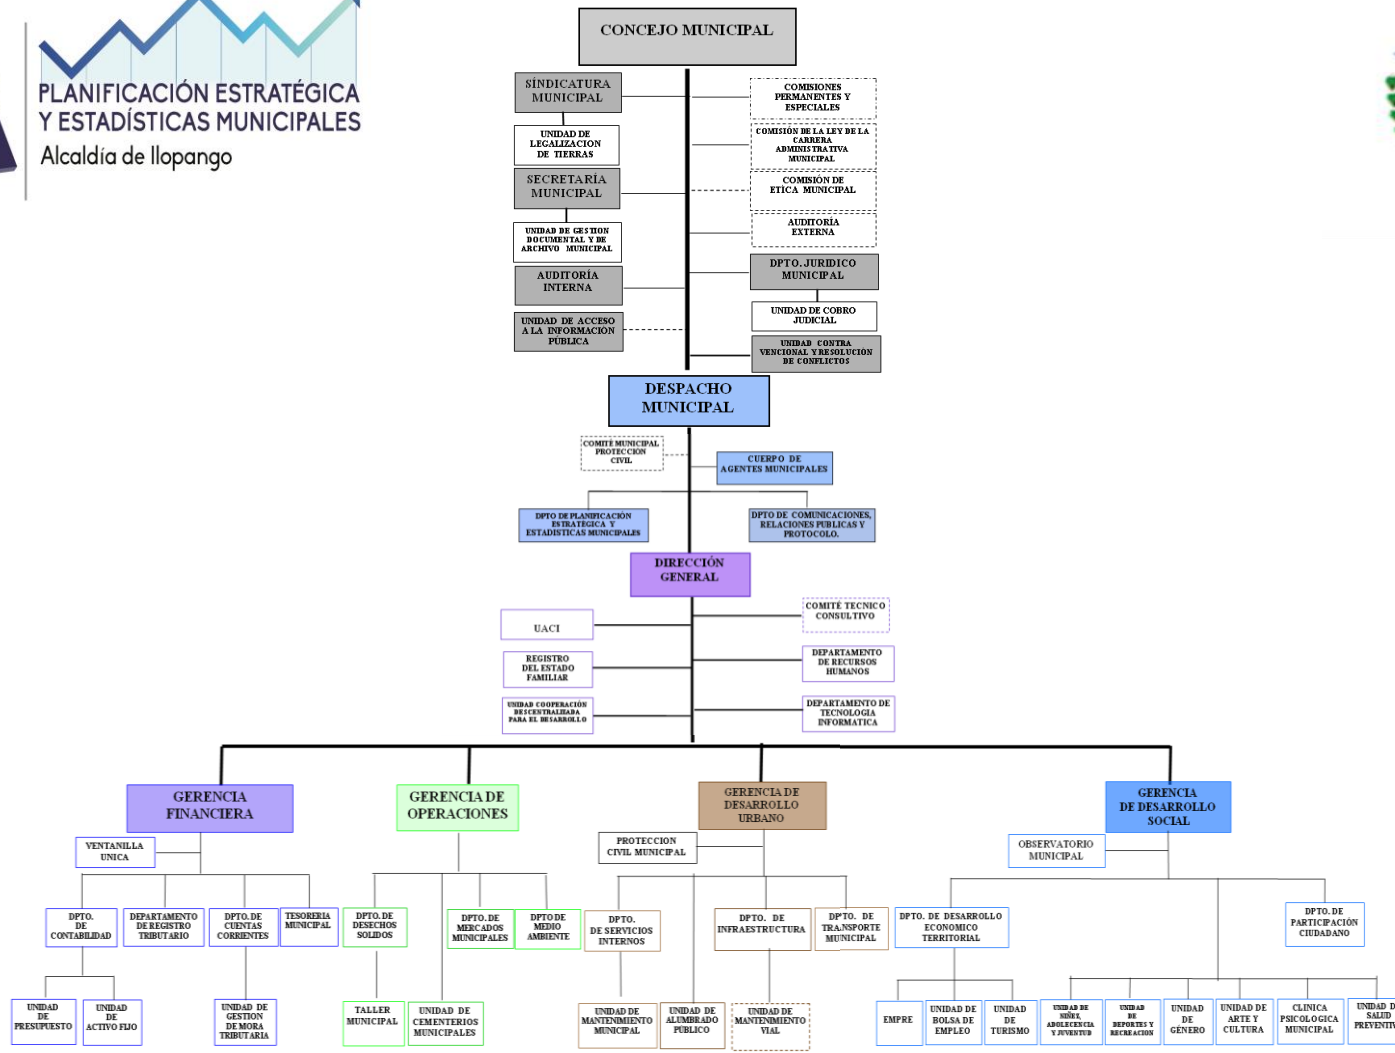 PLANIFICACIÓN ESTRATÉGICA
Y ESTADÍSTICAS MUNICIPALES
Alcaldía de Ilopango
CONCEJO MUNICIPAL
SÍNDICATURA
MUNICIPAL
UNIDAD DE
LEGALIZACION
DE TIERRAS
SECRETARÍA
MUNICIPAL
UNIDAD DE GESTION
DOCUMENTAL Y DE
ARCHIVO MUNICIPAL
AUDITORÍA
INTERNA
UNIDAD DE ACCESO
A LA INFORMACIÓN
PÚBLICA
COMISIONES
PERMANENTES Y
ESPECIALES
COMISIÓN DE LA LEY DE LA
CARRERA
ADMINISTRATIVA
MUNICIPAL
COMISIÓN DE
ETÍCA MUNICIPAL
AUDITORÍA
EXTERNA
DPTO. JURIDICO
MUNICIPAL
UNIDAD DE COBRO
JUDICIAL
UNIDAD CONTRA
VENCIONAL Y RESOLUCIÓN
DE CONFLICTOS
DESPACHO
MUNICIPAL
COMITÉ MUNICIPAL
PROTECCION
CIVIL
CUERPO DE
AGENTES MUNICIPALES
DPTO DE PLANIFICACIÓN
ESTRATÉGICA Y
ESTADISTICAS MUNICIPALES
DPTO DE COMUNICACIONES,
RELACIONES PUBLICAS Y
PROTOCOLO.
DIRECCIÓN
GENERAL
UACI
REGISTRO
DEL ESTADO
FAMILIAR
UNIDAD COOPERACIÓN
DESCENTRALIZADA
PARA EL DESARROLLO
COMITÉ TECNICO
CONSULTIVO
DEPARTAMENTO
DE RECURSOS
HUMANOS
DEPARTAMENTO DE
TECNOLOGIA
INFORMATICA
GERENCIA
FINANCIERA
VENTANILLA
UNICA
DPTO.
DE
CONTABILIDAD
DEPARTAMENTO
DE REGISTRO
TRIBUTARIO
DPTO. DE
CUENTAS
CORRIENTES
TESORERIA
MUNICIPAL
UNIDAD
DE
PRESUPUESTO
UNIDAD
DE
ACTIVO FIJO
UNIDAD DE
GESTION
DE MORA
TRIBUTARIA
GERENCIA DE
OPERACIONES
DPTO. DE
DESECHOS
SOLIDOS
DPTO. DE
MERCADOS
MUNICIPALES
DPTO DE
MEDIO
AMBIENTE
TALLER
MUNICIPAL
UNIDAD DE
CEMENTERIOS
MUNICIPALES
GERENCIA DE
DESARROLLO
URBANO
PROTECCION
CIVIL MUNICIPAL
DPTO.
DE SERVICIOS
INTERNOS
DPTO. DE
INFRAESTRUCTURA
DPTO. DE
TRANSPORTE
MUNICIPAL
UNIDAD DE
MANTENIMIENTO
MUNICIPAL
UNIDAD DE
ALUMBRADO
PÚBLICO
UNIDAD DE
MANTENIMIENTO
VIAL
GERENCIA
DE DESARROLLO
SOCIAL
OBSERVATORIO
MUNICIPAL
DPTO. DE DESARROLLO
ECONOMICO
TERRITORIAL
DPTO. DE
PARTICIPACIÓN
CIUDADANO
EMPRE
UNIDAD DE
BOLSA DE
EMPLEO
UNIDAD
DE
TURISMO
UNIDAD DE
NIÑES,
ADOLECENCIA
Y JUVENTUD
UNIDAD
DE
DEPORTES Y
RECREACION
UNIDAD
DE
GÉNERO
UNIDAD DE
ARTE Y
CULTURA
CLINICA
PSICOLOGICA
MUNICIPAL
UNIDAD D
SALUD
PREVENTIV